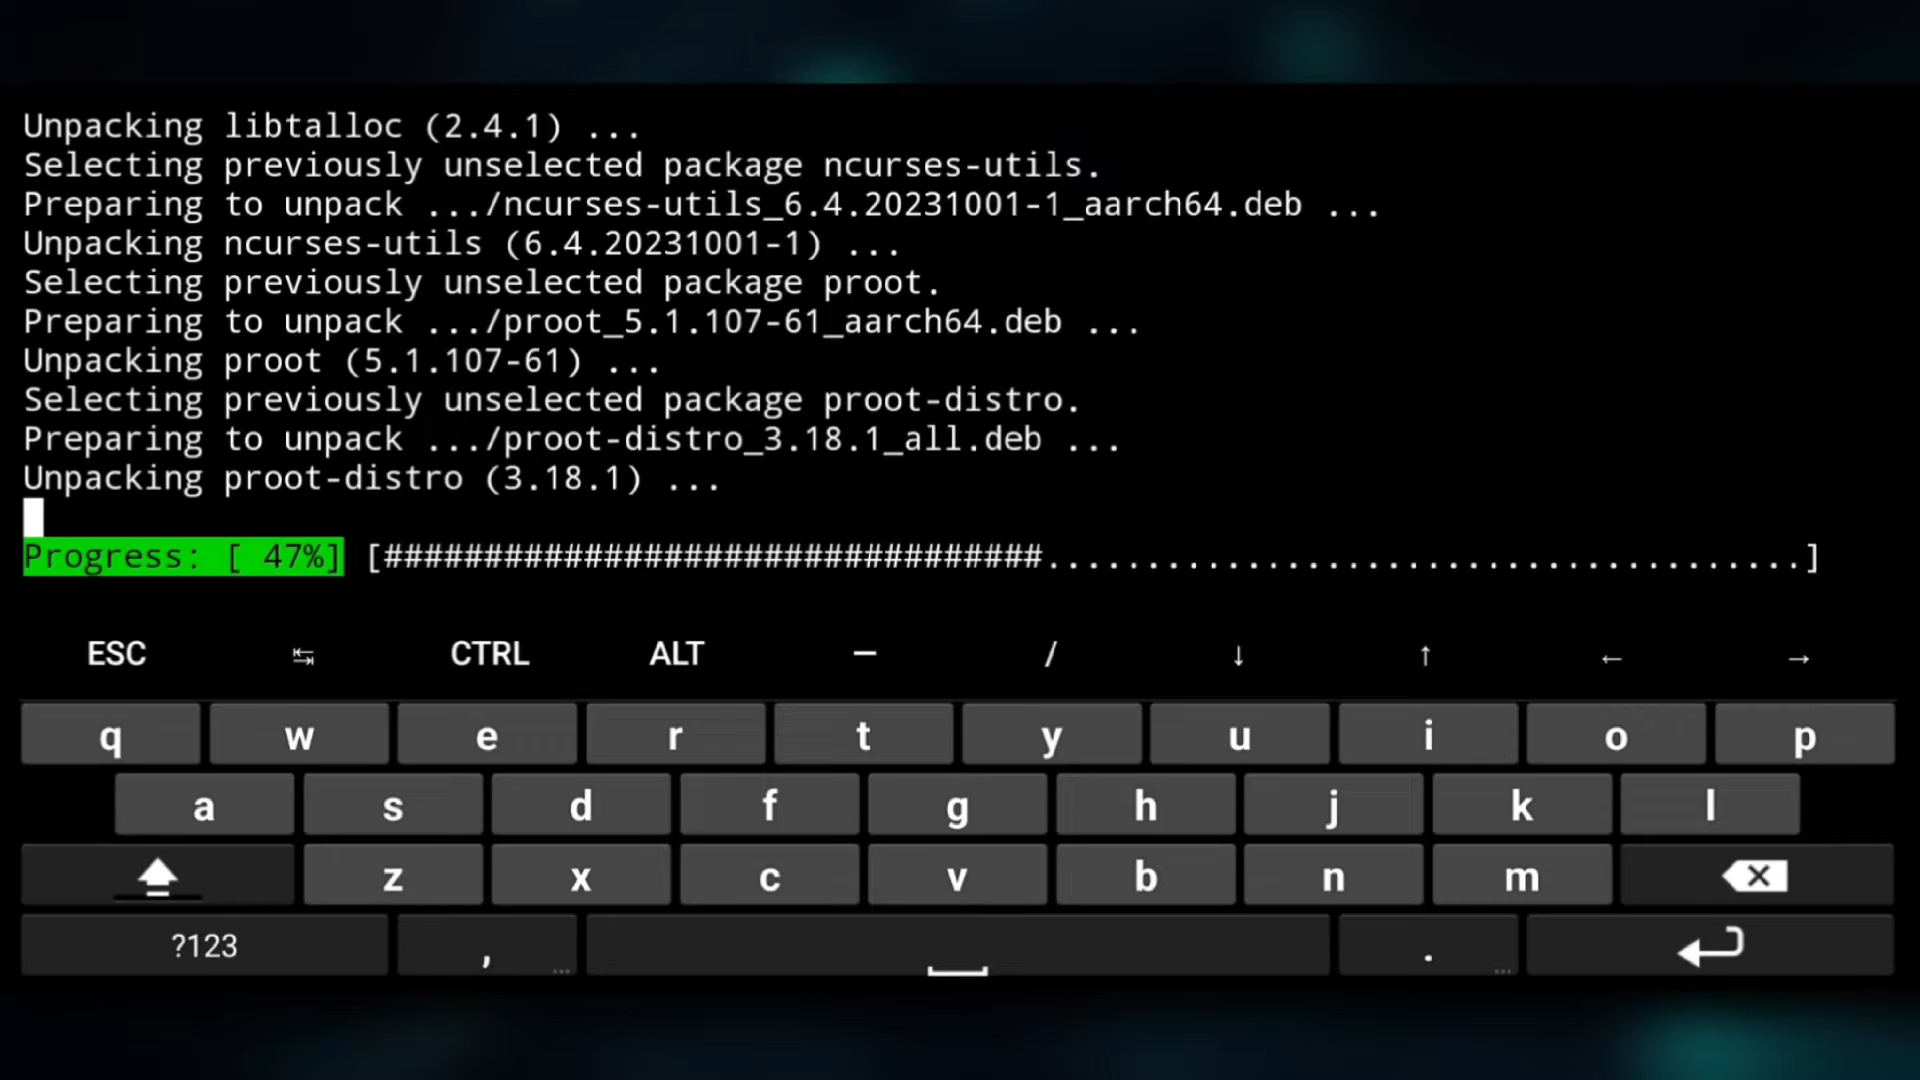 Unpacking libtalloc (2.4.1) ...
Selecting previously unselected package ncurses-utils.
Preparing to unpack .../ncurses-utils_6.4.20231001-1_aarch64.deb ...
Unpacking ncurses-utils (6.4.20231001-1) ...
Selecting previously unselected package proot.
Preparing to unpack .../proot_5.1.107-61_aarch64.deb ...
Unpacking proot (5.1.107-61) ...
Selecting previously unselected package proot-distro.
Preparing to unpack .../proot-distro_3.18.1_all.deb ...
Unpacking proot-distro (3.18.1) ...
Progress: [ 47%] [#################################......................................]
ESC ↹ CTRL ALT — / ↓ ↑ ← →
q w e r t y u i o p
a s d f g h j k l
z x c v b n m
?123 , .